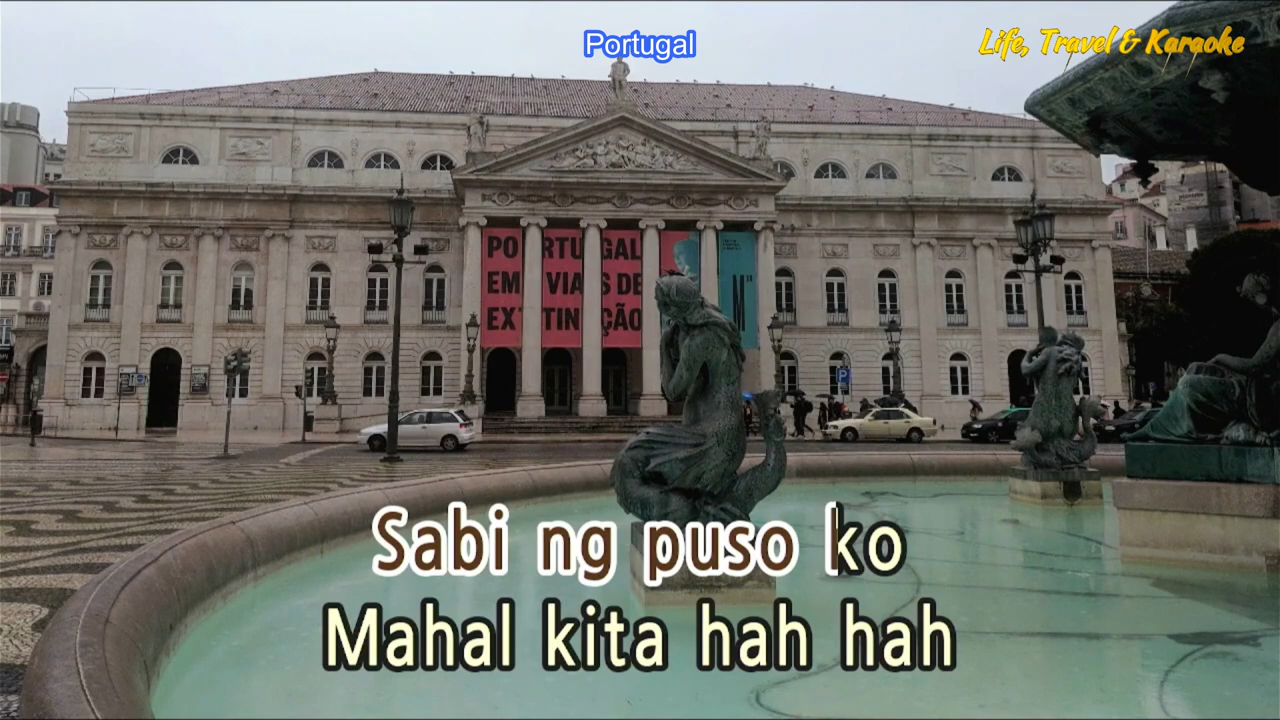 Portugal
Life, Travel & Karaoke
PORTUGAL
EM VIAS DE
EXTINÇÃO
N"
P
Sabi ng puso ko
Mahal kita hah hah